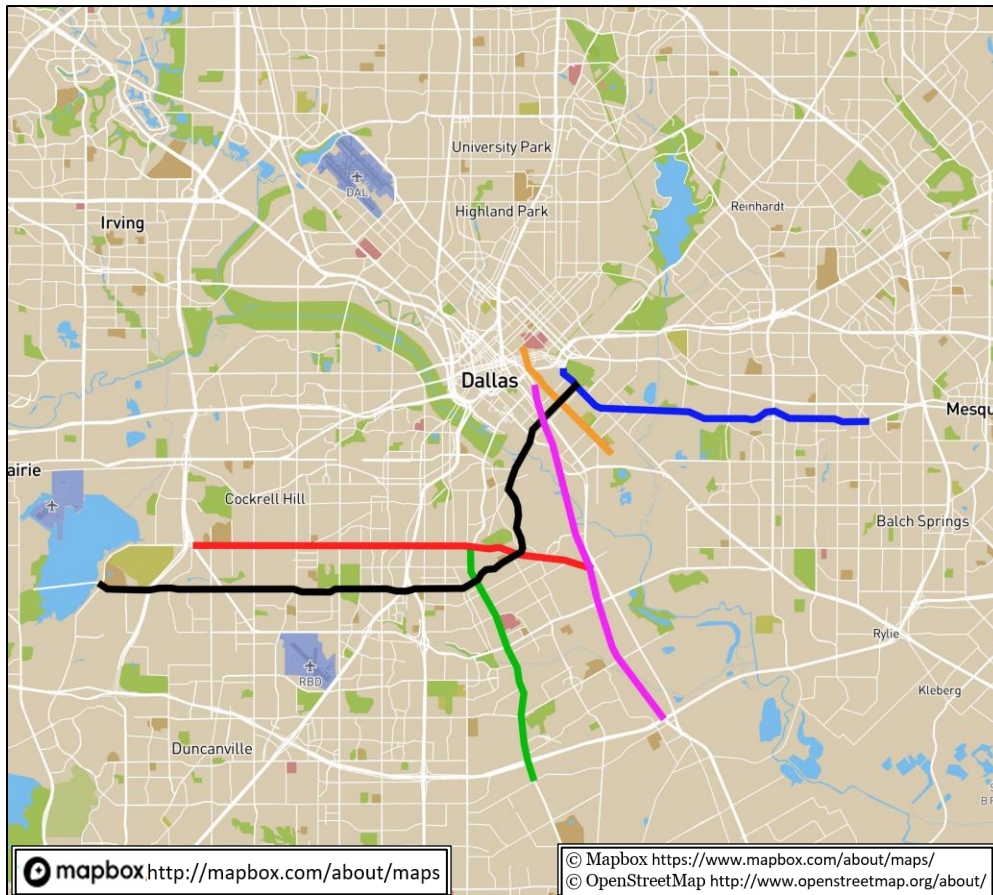 University Park
DAL
Highland Park
Reinhardt
Irving
Dallas
Mesqu
airie
Cockrell Hill
Balch Springs
Rylie
RBD
Kleberg
Duncanville
mapbox http://mapbox.com/about/maps
© Mapbox https://www.mapbox.com/about/maps/
© OpenStreetMap http://www.openstreetmap.org/about/